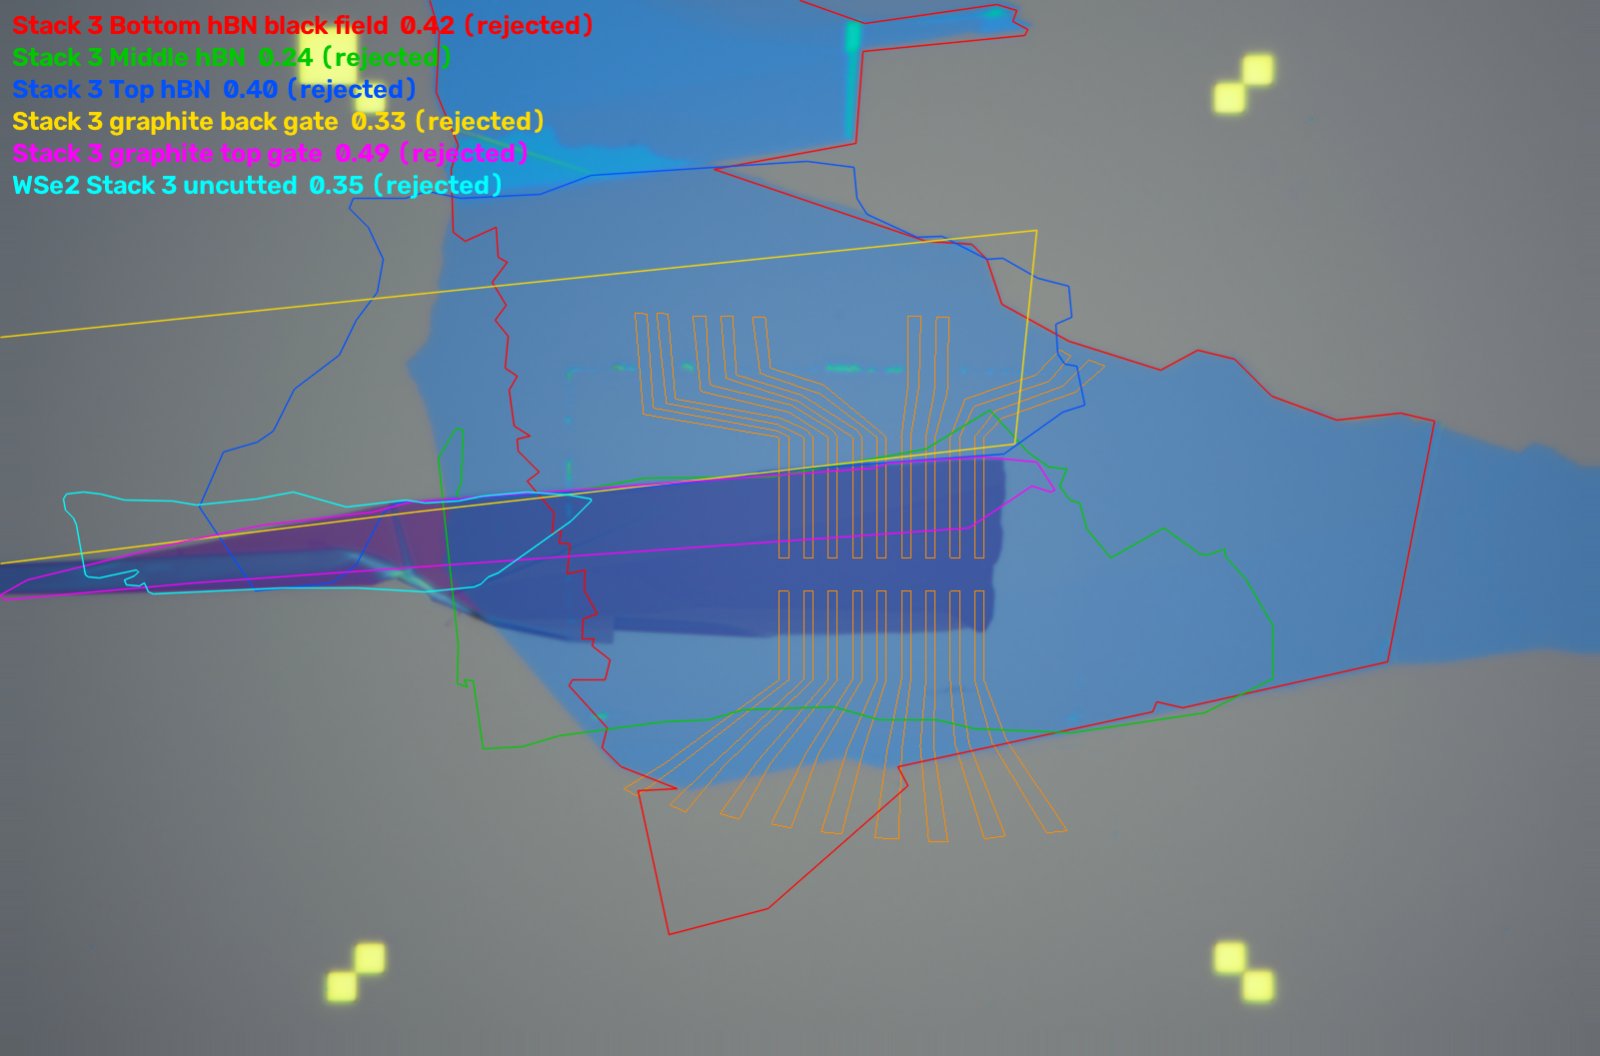 Stack 3 Bottom hBN black field 0.42 (rejected)
Stack 3 Middle hBN 0.24 (rejected)
Stack 3 Top hBN 0.40 (rejected)
Stack 3 graphite back gate 0.33 (rejected)
Stack 3 graphite top gate 0.49 (rejected)
WSe2 Stack 3 uncutted 0.35 (rejected)